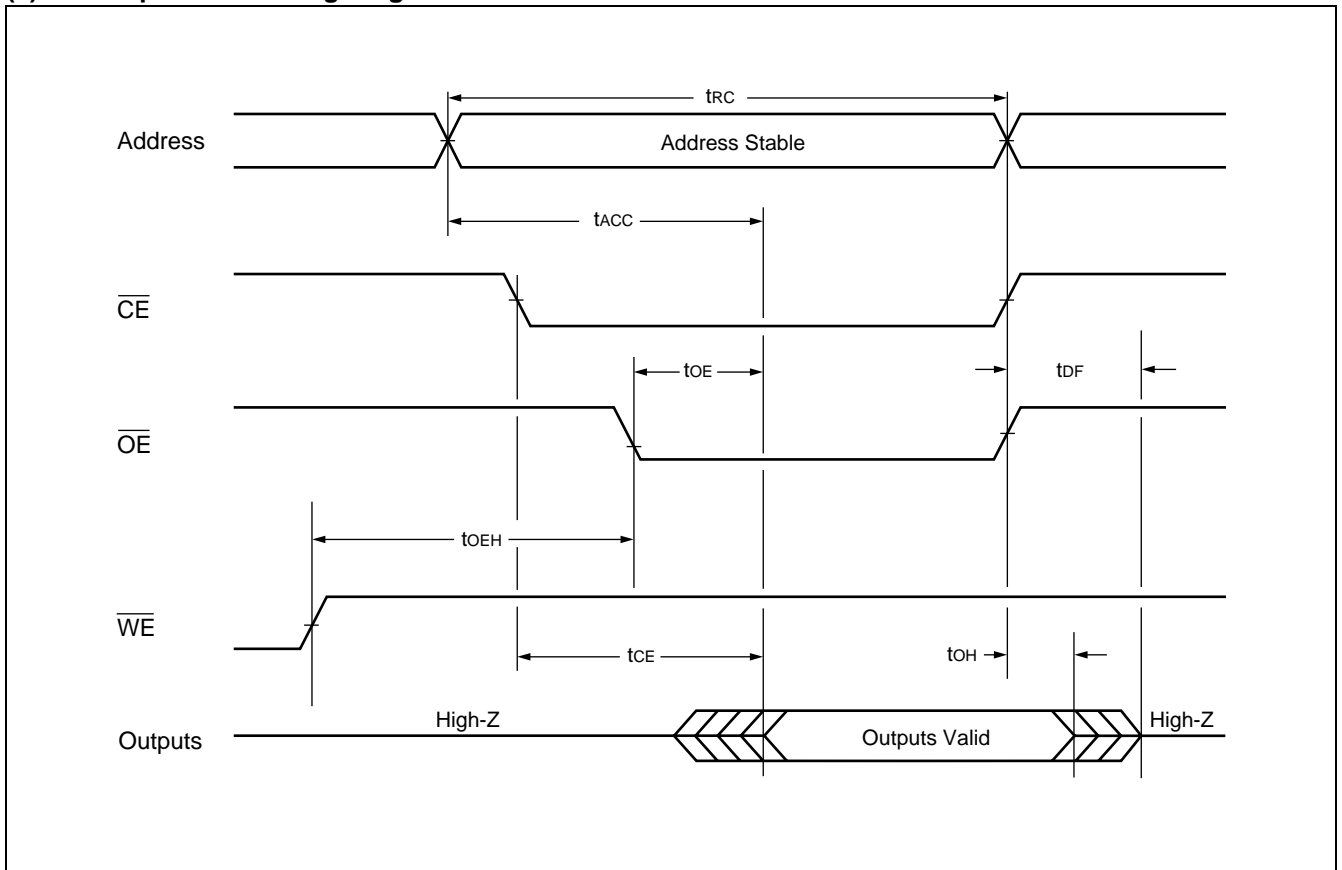 tRC
Address
Address Stable
tACC
CE
tOE
tDF
OE
tOEH
WE
tCE
tOH
High-Z
High-Z
Outputs
Outputs Valid